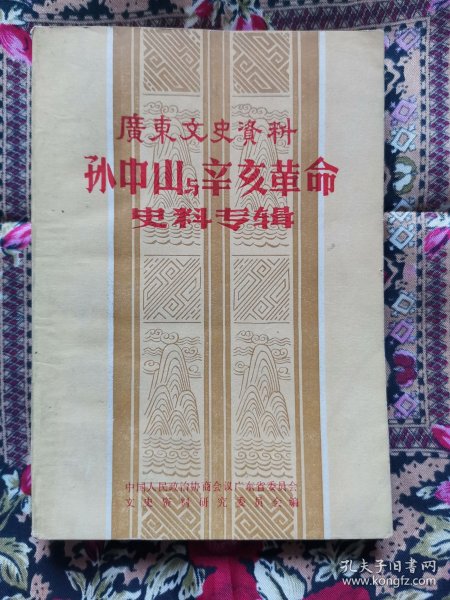 廣東文史資料
孙中山与辛亥革命
史料专辑
中国人民政治协商会议广东省委员会
文史资料研究委员会编
孔夫子旧书网
www.kongfz.com